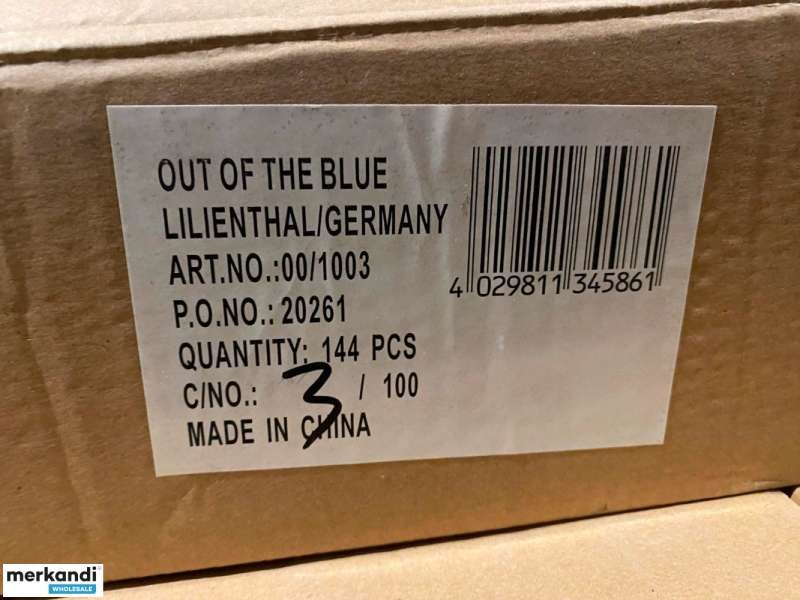 OUT OF THE BLUE
LILIENTHAL/GERMANY
ART.NO.:00/1003
P.O.NO.: 20261
QUANTITY: 144 PCS
C/NO.: 3 / 100
MADE IN CHINA
4 029811 345861
merkandi
WHOLESALE